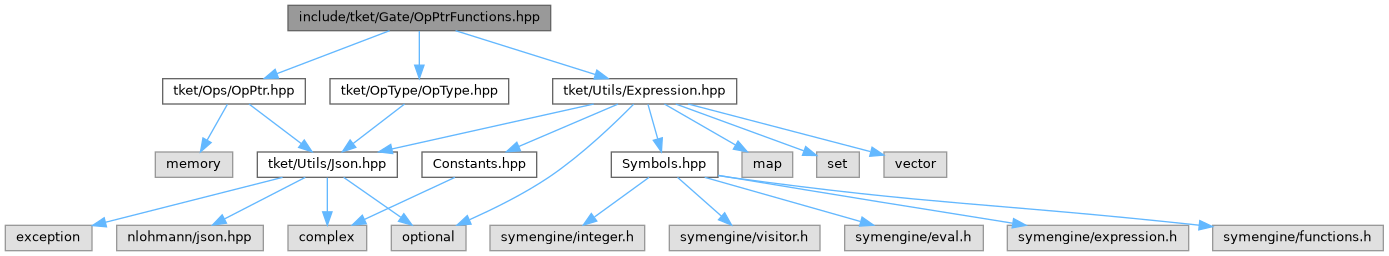 include/tket/Gate/OpPtrFunctions.hpp
tket/Ops/OpPtr.hpp
tket/OpType/OpType.hpp
tket/Utils/Expression.hpp
memory
tket/Utils/Json.hpp
Constants.hpp
Symbols.hpp
map
set
vector
exception
nlohmann/json.hpp
complex
optional
symengine/integer.h
symengine/visitor.h
symengine/eval.h
symengine/expression.h
symengine/functions.h